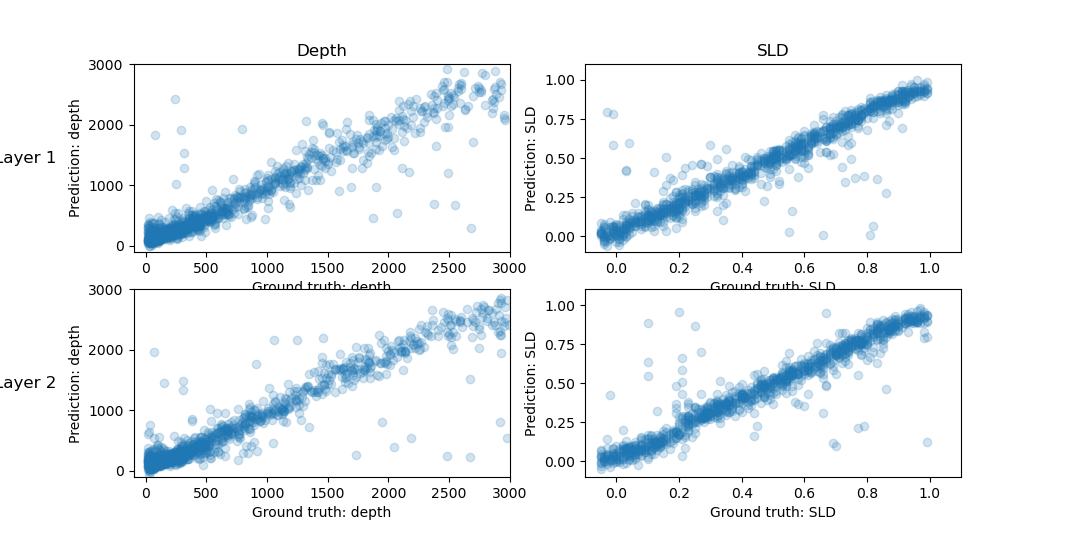 Depth
SLD
ayer 1
Prediction: depth
3000
2000
1000
0
0 500 1000 1500 2000 2500 3000
Ground truth: depth
Prediction: SLD
1.00
0.75
0.50
0.25
0.00
0.0 0.2 0.4 0.6 0.8 1.0
Ground truth: SLD
ayer 2
Prediction: depth
3000
2000
1000
0
0 500 1000 1500 2000 2500 3000
Ground truth: depth
Prediction: SLD
1.00
0.75
0.50
0.25
0.00
0.0 0.2 0.4 0.6 0.8 1.0
Ground truth: SLD